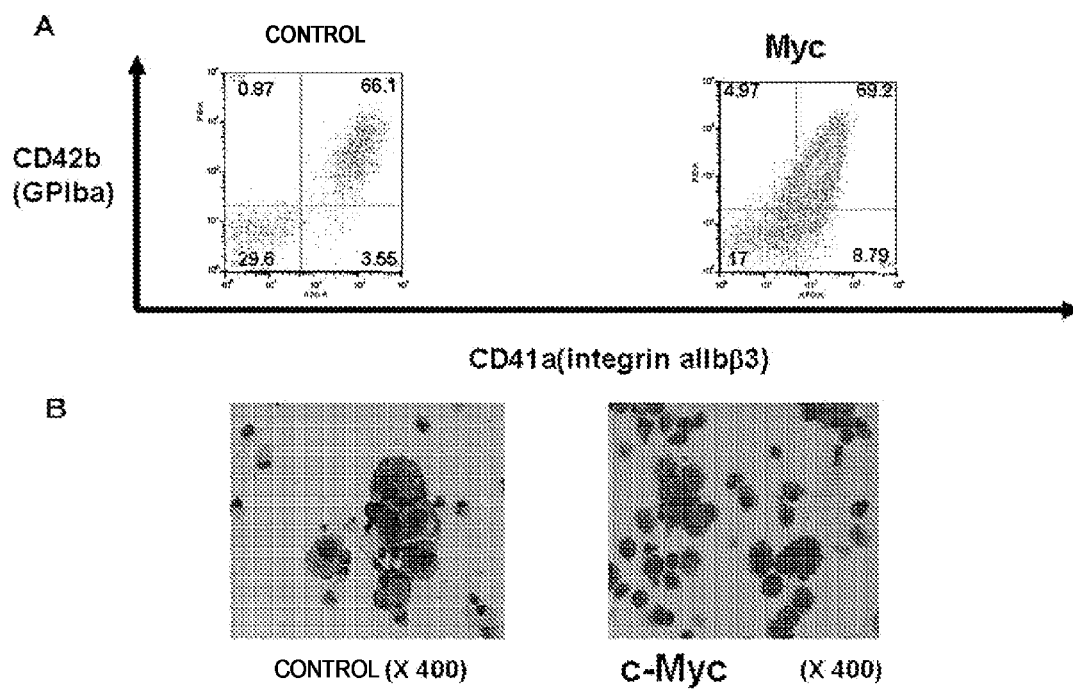 A
CONTROL
Myc
0.87 66.1
4.97 69.2
CD42b
(GPIba)
29.6 3.55
17 8.79
CD41a(integrin aIIbβ3)
B
CONTROL (X 400)
c-Myc (X 400)